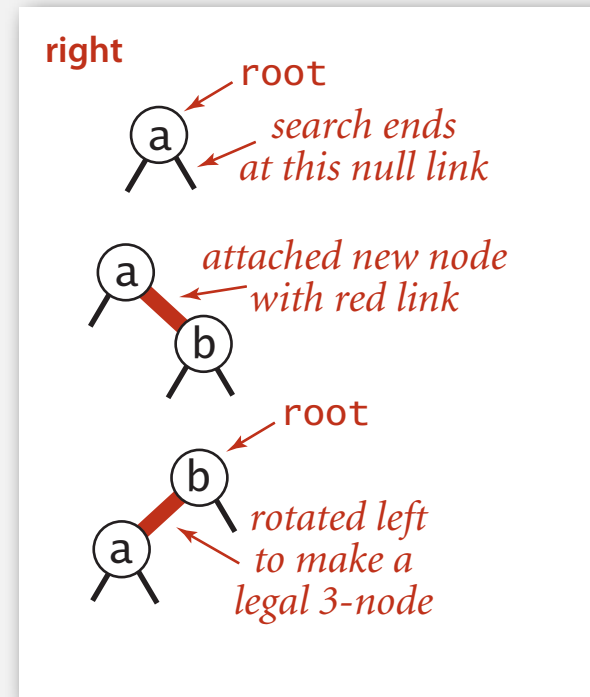 right
root
a
search ends
at this null link
a
attached new node
with red link
b
root
b
rotated left
to make a
legal 3-node
a